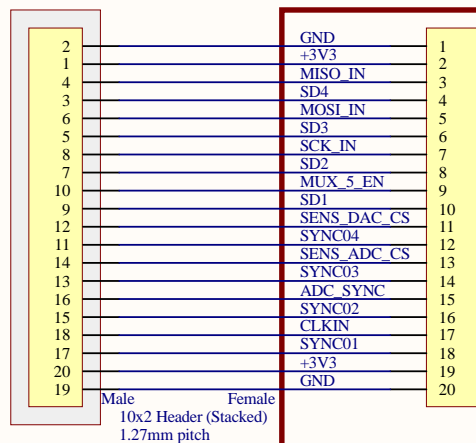 GND
2 1
+3V3
1 2
MISO_IN
4 3
SD4
3 4
MOSI_IN
6 5
SD3
5 6
SCK_IN
8 7
SD2
7 8
MUX_5_EN
10 9
SD1
9 10
SENS_DAC_CS
12 11
SYNC04
11 12
SENS_ADC_CS
14 13
SYNC03
13 14
ADC_SYNC
16 15
SYNC02
15 16
CLKIN
18 17
SYNC01
17 18
+3V3
20 19
GND
19 20
Male Female
10x2 Header (Stacked)
1.27mm pitch